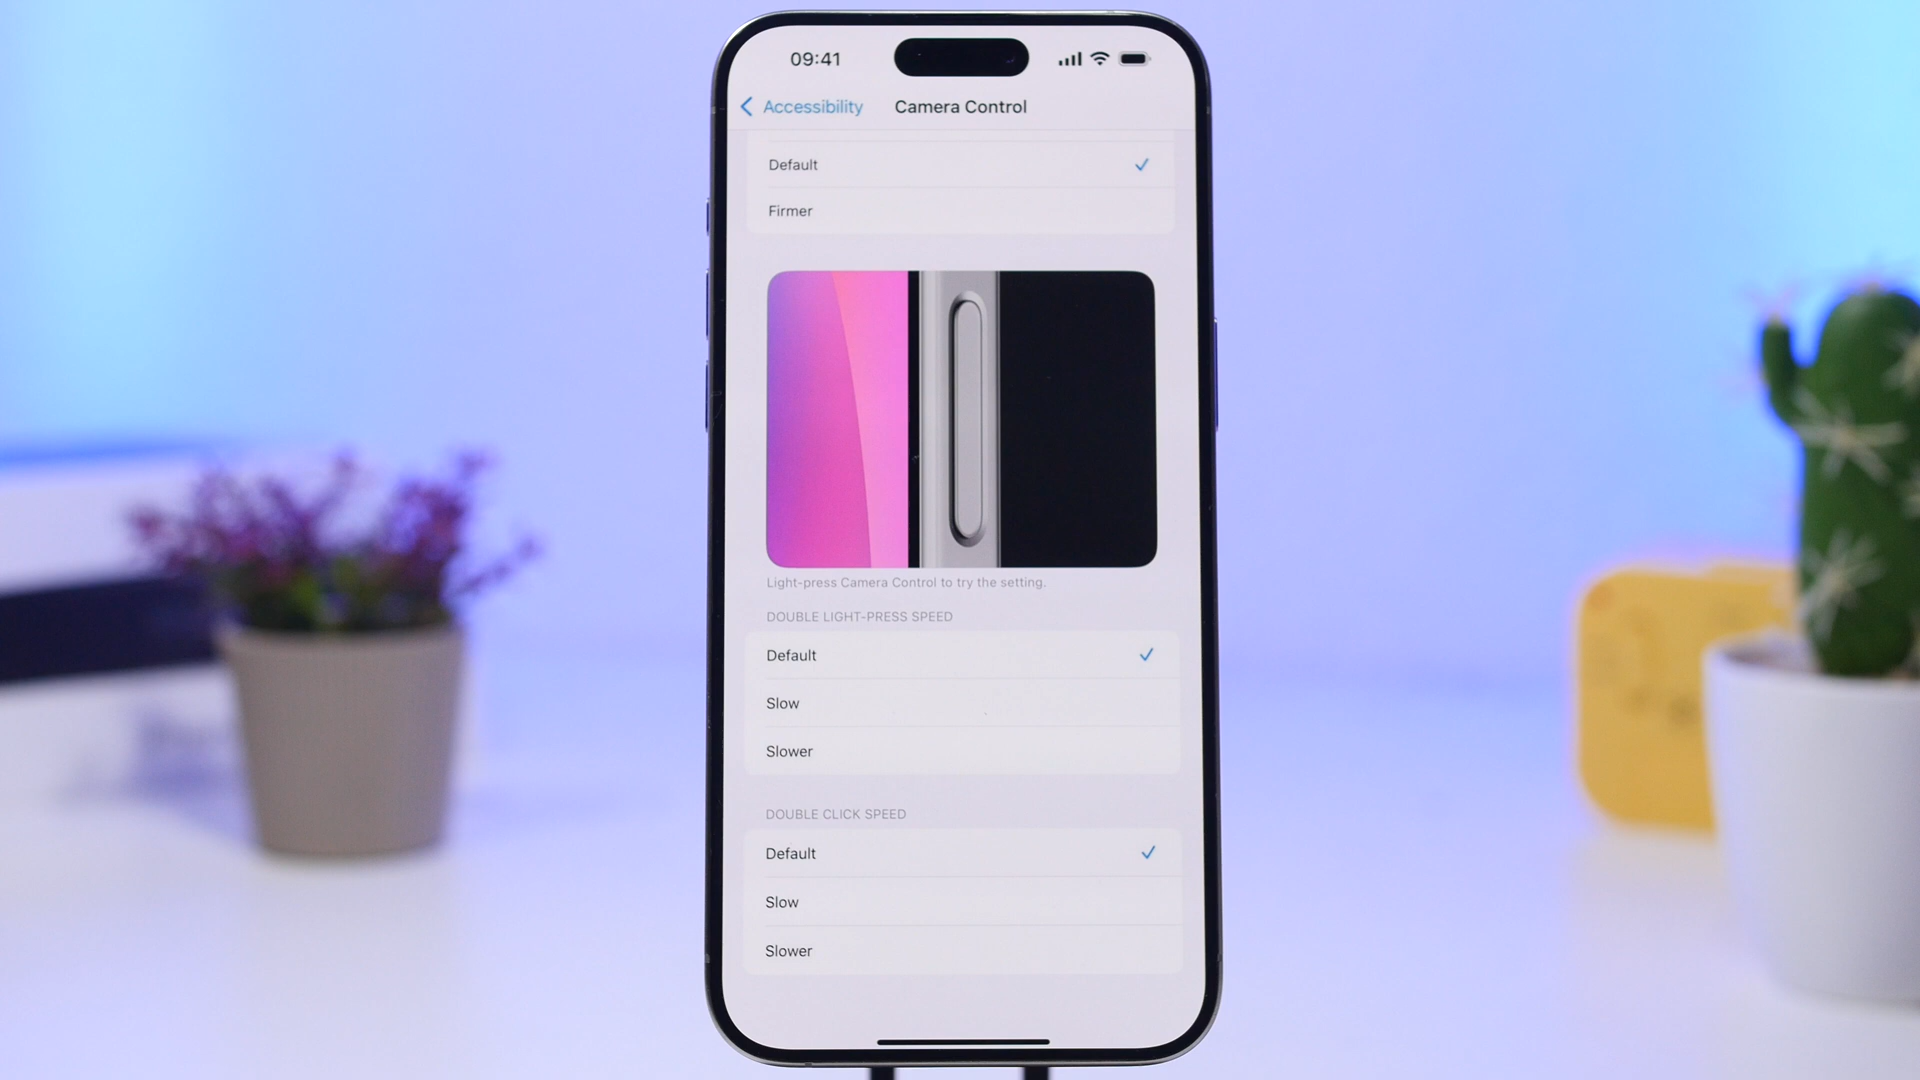 09:41
Accessibility
Camera Control
Default
Firmer
Light-press Camera Control to try the setting.
DOUBLE LIGHT-PRESS SPEED
Default
Slow
Slower
DOUBLE CLICK SPEED
Default
Slow
Slower